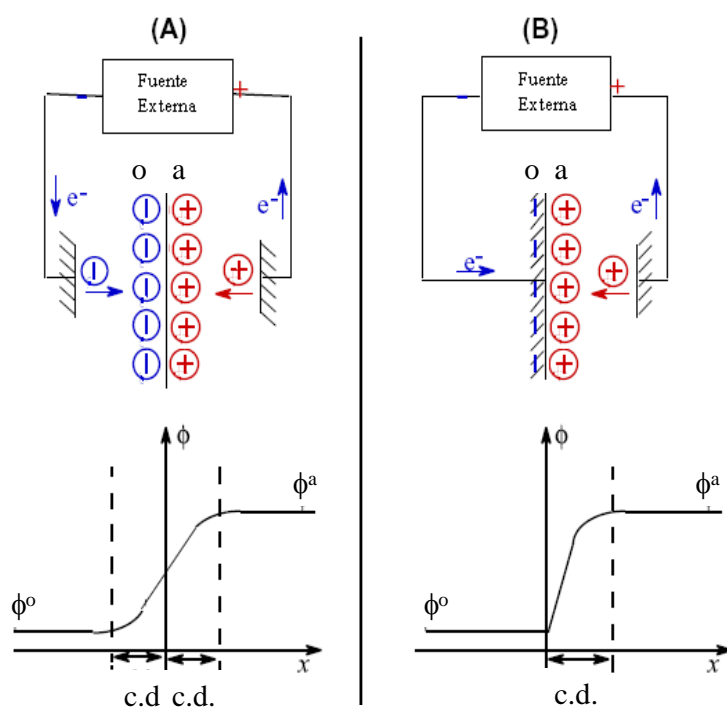 (A)
Fuente
Externa
- +
o a
e-
e-
ϕ
ϕa
ϕo
x
c.d c.d.
(B)
Fuente
Externa
- +
o a
e-
e-
ϕ
ϕa
ϕo
x
c.d.